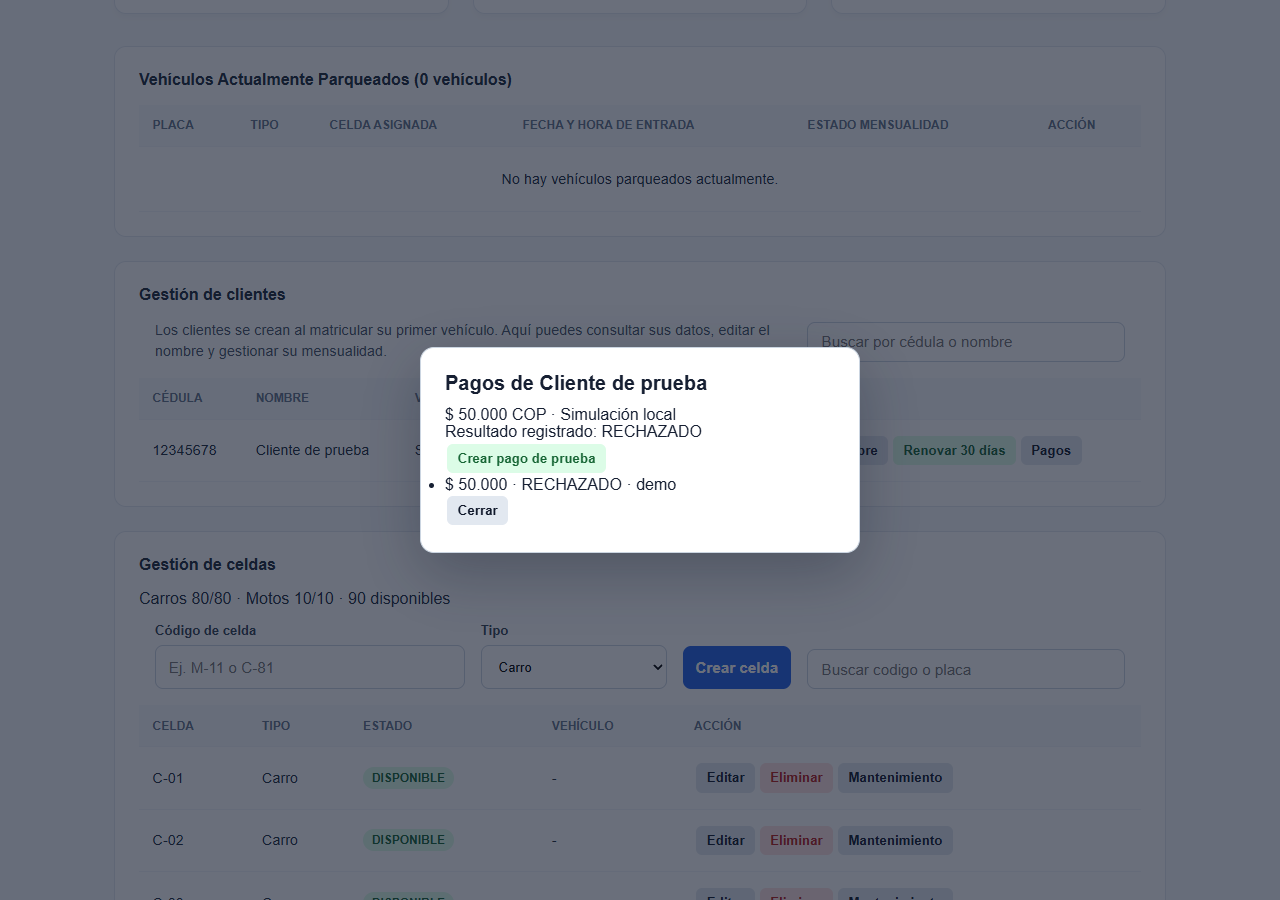 Vehículos Actualmente Parqueados (0 vehículos)
PLACA TIPO CELDA ASIGNADA FECHA Y HORA DE ENTRADA ESTADO MENSUALIDAD ACCIÓN
No hay vehículos parqueados actualmente.
Gestión de clientes
Los clientes se crean al matricular su primer vehículo. Aquí puedes consultar sus datos, editar el
nombre y gestionar su mensualidad.
Buscar por cédula o nombre
CÉDULA NOMBRE
12345678 Cliente de prueba Renovar 30 días Pagos
Pagos de Cliente de prueba
$ 50.000 COP · Simulación local
Resultado registrado: RECHAZADO
Crear pago de prueba
• $ 50.000 · RECHAZADO · demo
Cerrar
Gestión de celdas
Carros 80/80 · Motos 10/10 · 90 disponibles
Código de celda Tipo
Ej. M-11 o C-81 Carro Crear celda Buscar codigo o placa
CELDA TIPO ESTADO VEHÍCULO ACCIÓN
C-01 Carro DISPONIBLE - Editar Eliminar Mantenimiento
C-02 Carro DISPONIBLE - Editar Eliminar Mantenimiento